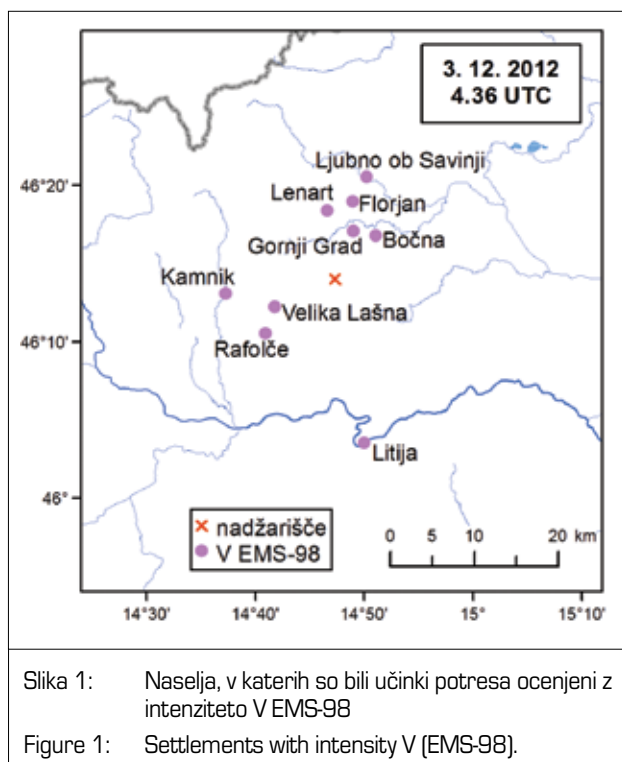 3. 12. 2012
4.36 UTC
Ljubno ob Savinji
46°20'
Lenart
Florjan
Gornji Grad
Bočna
Kamnik
Velika Lašna
46°10'
Rafolče
Litija
46°
nadžarišče
V EMS-98
0 5 10 20 km
14°30' 14°40' 14°50' 15° 15°10'
Slika 1: Naselja, v katerih so bili učinki potresa ocenjeni z
intenziteto V EMS-98
Figure 1: Settlements with intensity V (EMS-98).